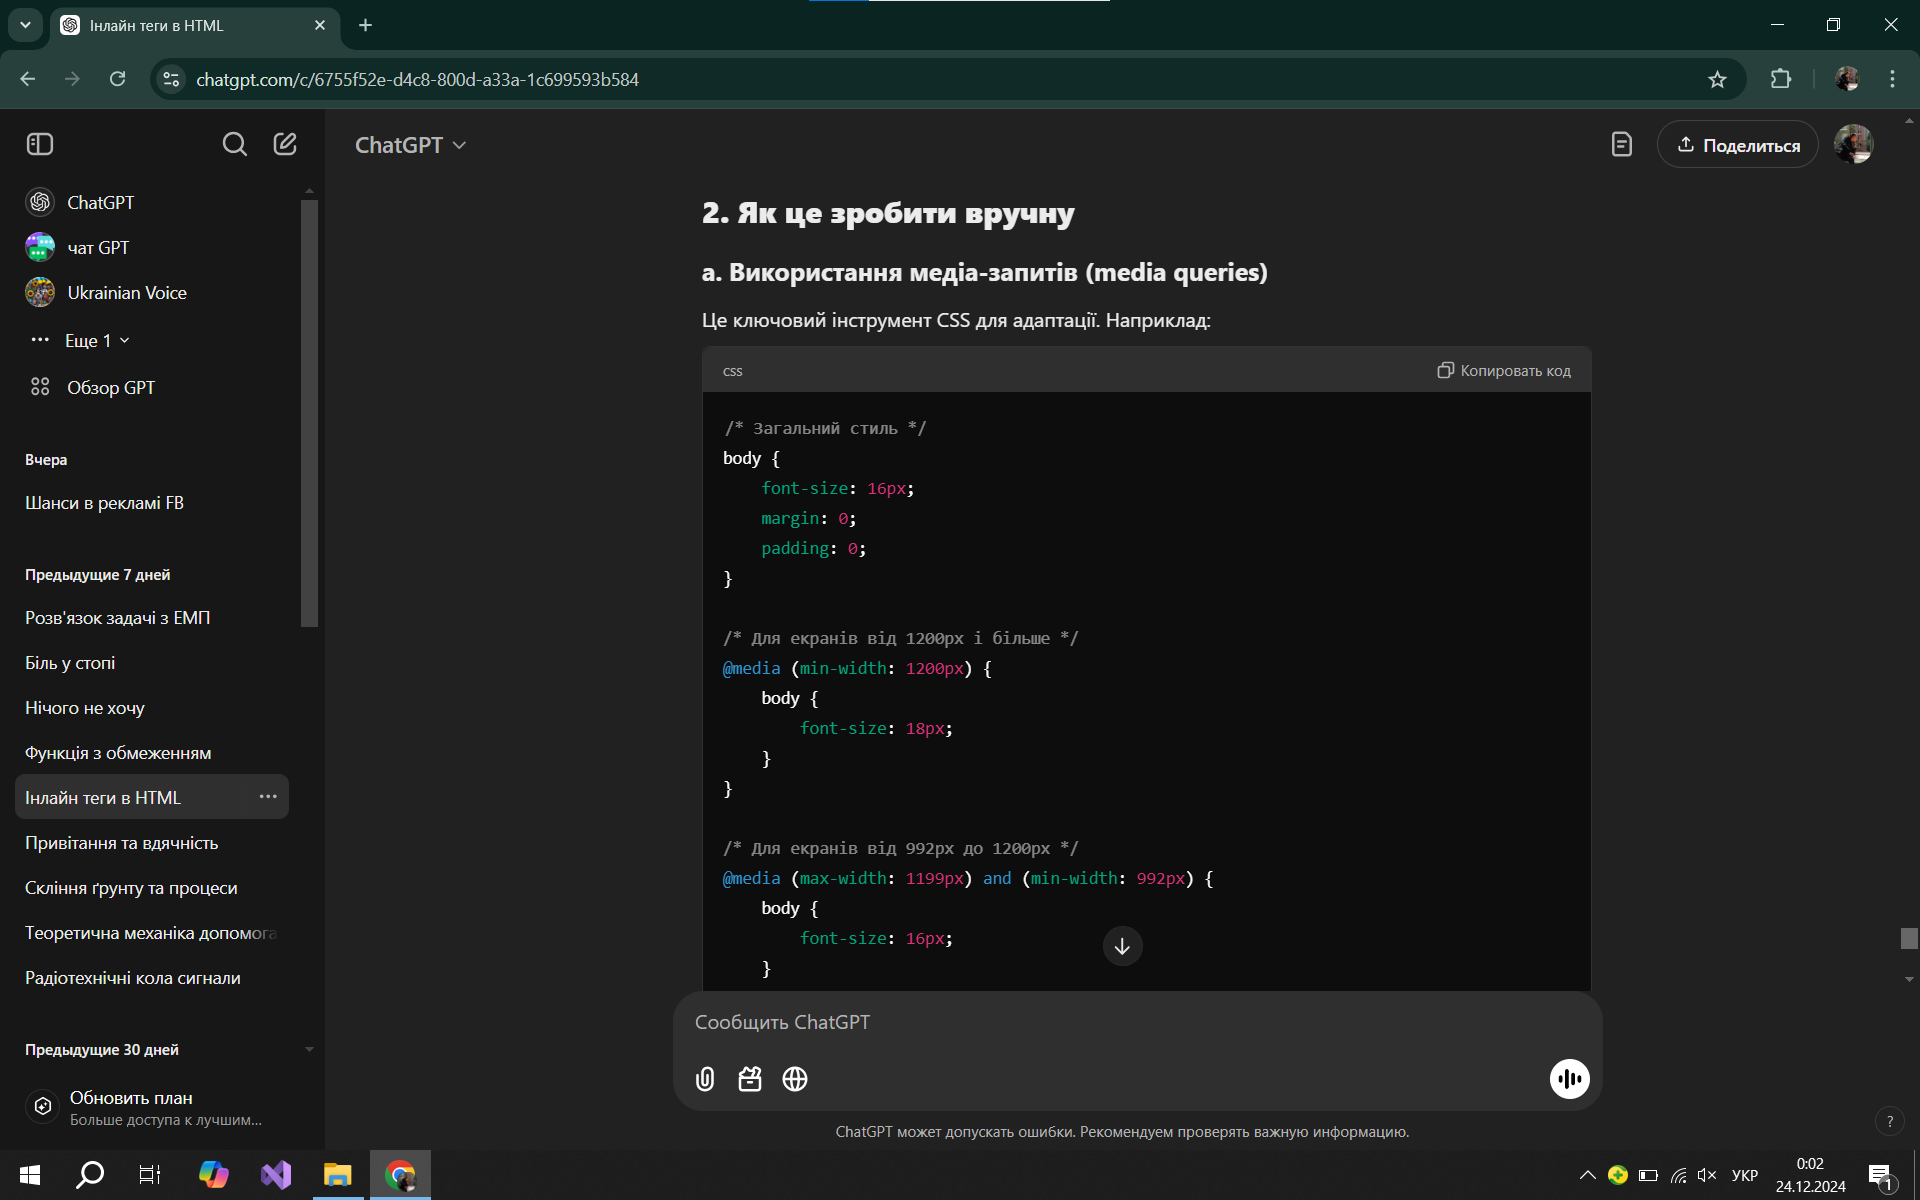 Інлайн теги в HTML
chatgpt.com/c/6755f52e-d4c8-800d-a33a-1c699593b584
ChatGPT
чат GPT
Ukrainian Voice
Еще 1
Обзор GPT
Вчера
Шанси в рекламі FB
Предыдущие 7 дней
Розв'язок задачі з ЕМП
Біль у стопі
Нічого не хочу
Функція з обмеженням
Інлайн теги в HTML
Привітання та вдячність
Скління ґрунту та процеси
Теоретична механіка допомога
Радіотехнічні кола сигнали
Предыдущие 30 дней
Обновить план
Больше доступа к лучшим...
ChatGPT
Поделиться
2. Як це зробити вручну
a. Використання медіа-запитів (media queries)
Це ключовий інструмент CSS для адаптації. Наприклад:
css
Копировать код
/* Загальний стиль */
body {
font-size: 16px;
margin: 0;
padding: 0;
}
/* Для екранів від 1200px і більше */
@media (min-width: 1200px) {
body {
font-size: 18px;
}
}
/* Для екранів від 992px до 1200px */
@media (max-width: 1199px) and (min-width: 992px) {
body {
font-size: 16px;
}
Сообщить ChatGPT
ChatGPT может допускать ошибки. Рекомендуем проверять важную информацию.
?
УКР
0:02
24.12.2024
1